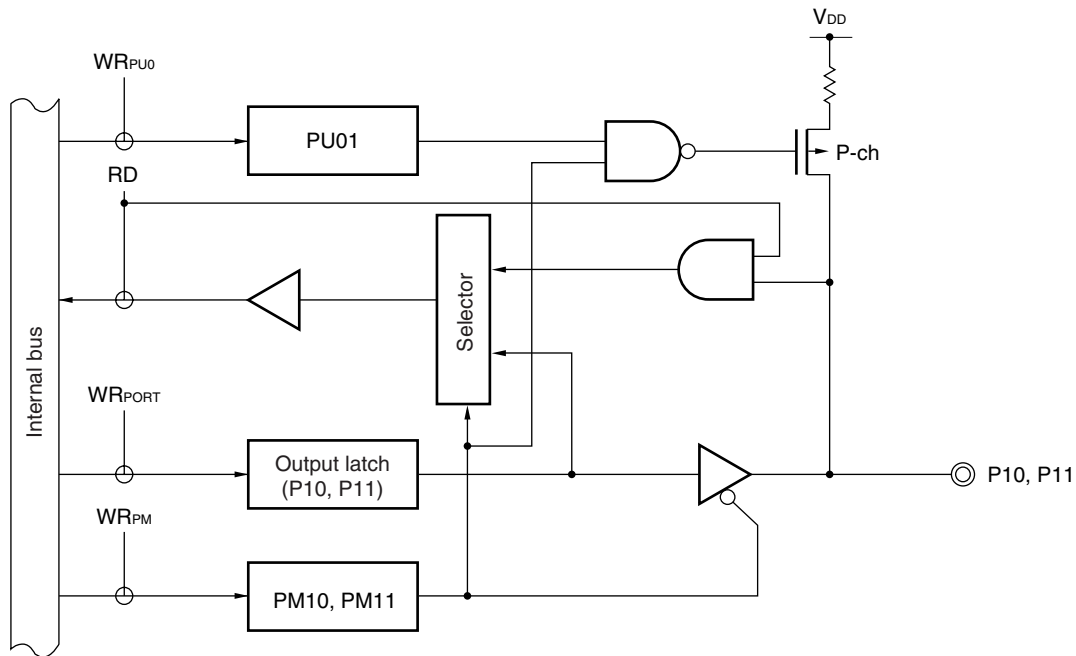 VDD
WRPU0
PU01
P-ch
RD
Selector
Internal bus
WRPORT
Output latch
(P10, P11)
P10, P11
WRPM
PM10, PM11